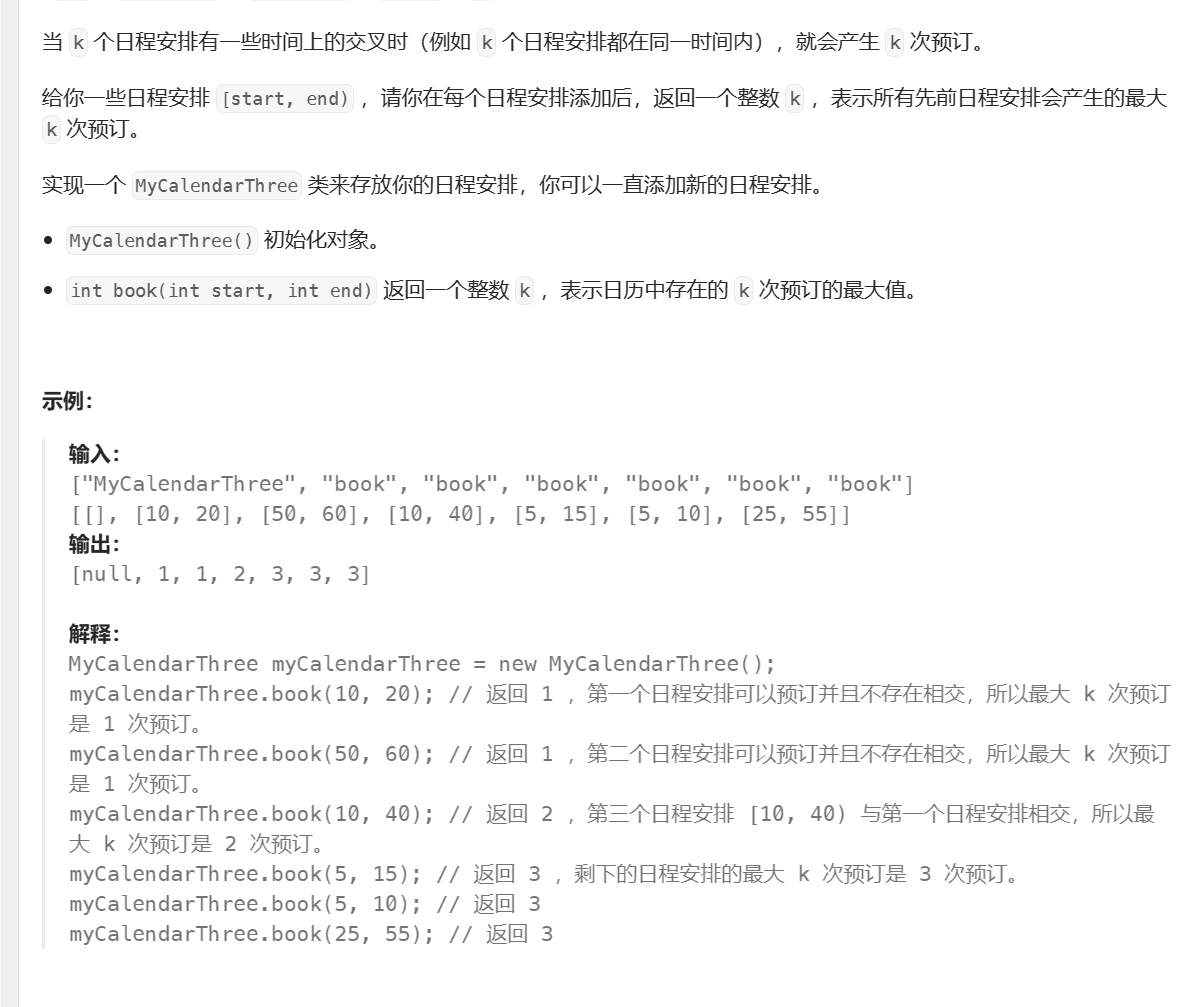 当 k 个日程安排有一些时间上的交叉时（例如 k 个日程安排都在同一时间内），就会产生 k 次预订。
给你一些日程安排 [start, end) ，请你在每个日程安排添加后，返回一个整数 k ，表示所有先前日程安排会产生的最大
k 次预订。
实现一个 MyCalendarThree 类来存放你的日程安排，你可以一直添加新的日程安排。
• MyCalendarThree() 初始化对象。
• int book(int start, int end) 返回一个整数 k ，表示日历中存在的 k 次预订的最大值。
示例：
输入：
["MyCalendarThree", "book", "book", "book", "book", "book", "book"]
[[], [10, 20], [50, 60], [10, 40], [5, 15], [5, 10], [25, 55]]
输出：
[null, 1, 1, 2, 3, 3, 3]
解释：
MyCalendarThree myCalendarThree = new MyCalendarThree();
myCalendarThree.book(10, 20); // 返回 1 ，第一个日程安排可以预订并且不存在相交，所以最大 k 次预订
是 1 次预订。
myCalendarThree.book(50, 60); // 返回 1 ，第二个日程安排可以预订并且不存在相交，所以最大 k 次预订
是 1 次预订。
myCalendarThree.book(10, 40); // 返回 2 ，第三个日程安排 [10, 40) 与第一个日程安排相交，所以最
大 k 次预订是 2 次预订。
myCalendarThree.book(5, 15); // 返回 3 ，剩下的日程安排的最大 k 次预订是 3 次预订。
myCalendarThree.book(5, 10); // 返回 3
myCalendarThree.book(25, 55); // 返回 3